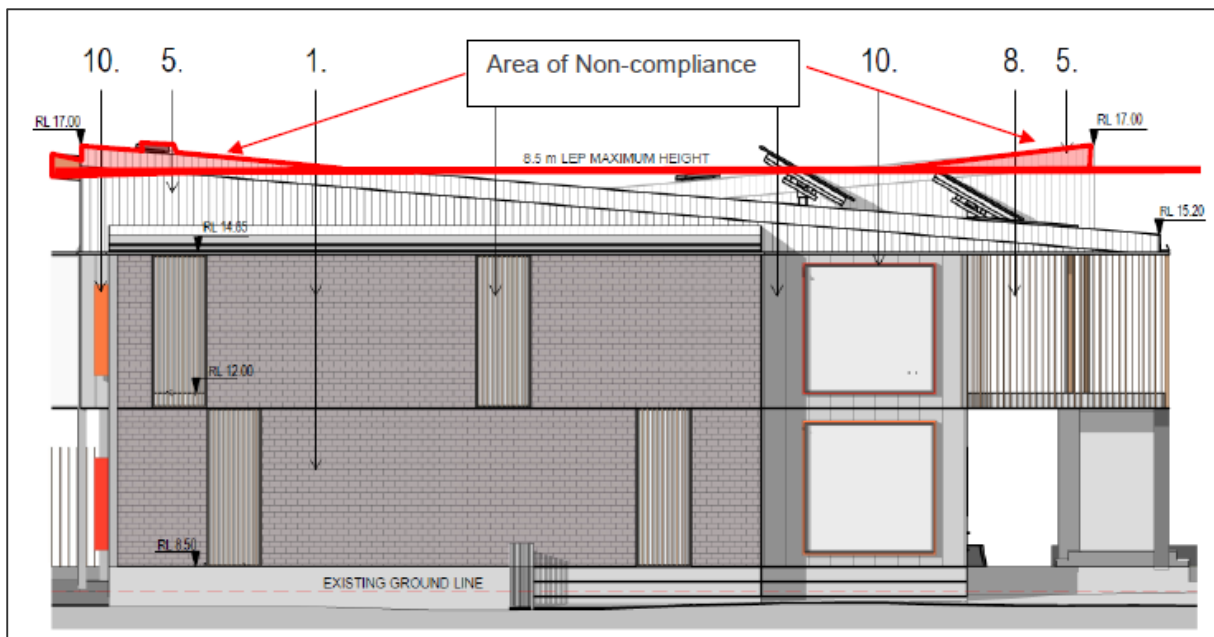 10. 5. 1. Area of Non-compliance 10. 8. 5.
RL 17.00
RL 17.00
8.5 m LEP MAXIMUM HEIGHT
RL 15.20
RL 14.85
RL 12.00
RL 8.50
EXISTING GROUND LINE